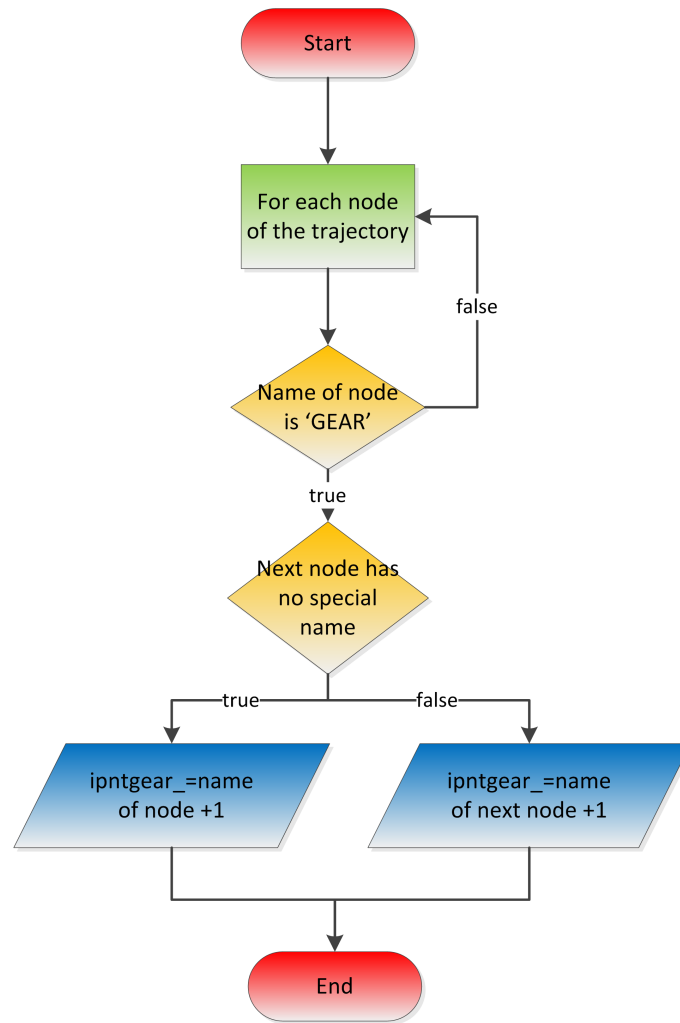 Start
For each node
of the trajectory
false
Name of node
is ‘GEAR’
true
Next node has
no special
name
true
false
ipntgear_=name
of node +1
ipntgear_=name
of next node +1
End